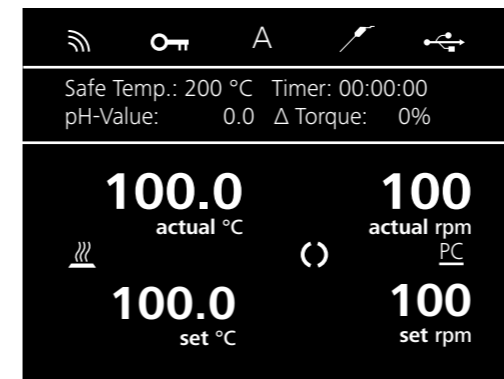 A
Safe Temp.: 200 °C Timer: 00:00:00
pH-Value: 0.0 Δ Torque: 0%
100.0 100
actual °C actual rpm
PC
100.0 100
set °C set rpm